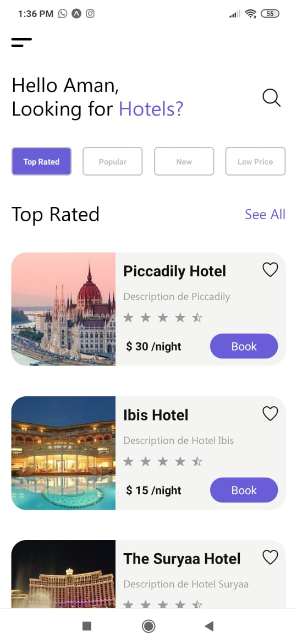 1:36 PM
55
Hello Aman,
Looking for Hotels?
Top Rated
Popular
New
Low Price
Top Rated
See All
Piccadily Hotel
Description de Piccadily
$ 30 /night
Book
Ibis Hotel
Description de Hotel Ibis
$ 15 /night
Book
The Suryaa Hotel
Description de Hotel Suryaa